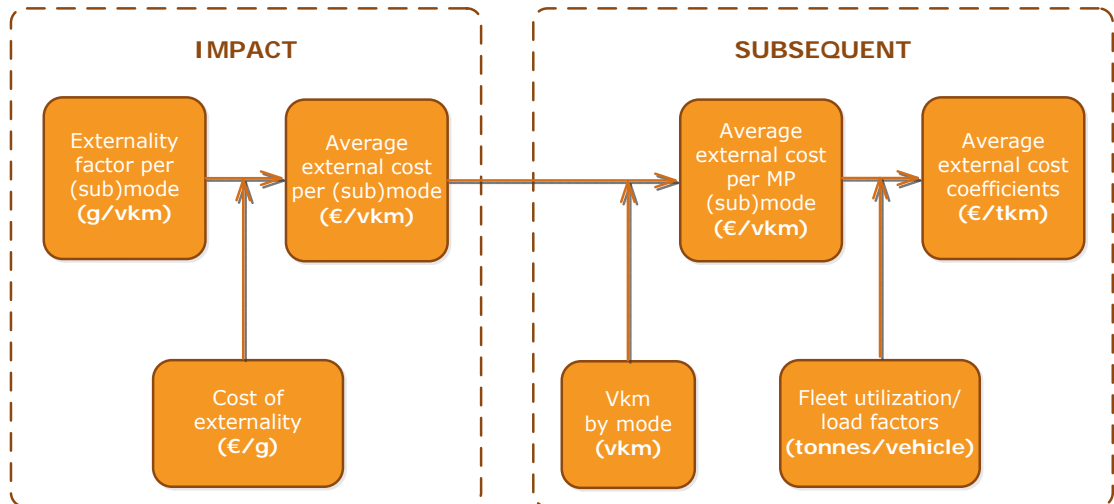 IMPACT
Externality
factor per
(sub)mode
(g/vkm)
Average
external cost
per (sub)mode
(€/vkm)
Cost of
externality
(€/g)
SUBSEQUENT
Average
external cost
per MP
(sub)mode
(€/vkm)
Average
external cost
coefficients
(€/tkm)
Vkm
by mode
(vkm)
Fleet utilization/
load factors
(tonnes/vehicle)